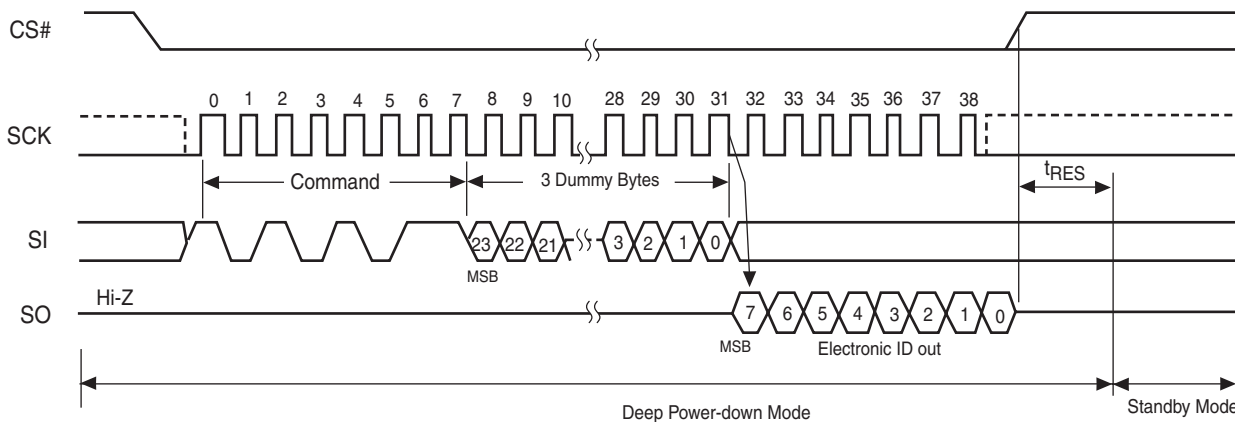 CS#
0 1 2 3 4 5 6 7 8 9 10 28 29 30 31 32 33 34 35 36 37 38
SCK
tRES
Command
3 Dummy Bytes
SI
23 22 21 3 2 1 0
MSB
Hi-Z
SO
7 6 5 4 3 2 1 0
MSB
Electronic ID out
Deep Power-down Mode
Standby Mode